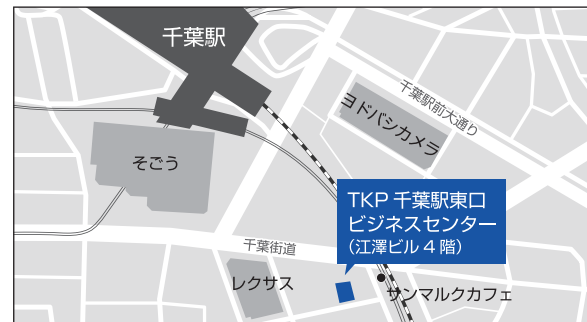 千葉駅
千葉駅前大通り
ヨドバシカメラ
そごう
TKP 千葉駅東口
ビジネスセンター
(江澤ビル 4 階)
千葉街道
レクサス
サンマルクカフェ